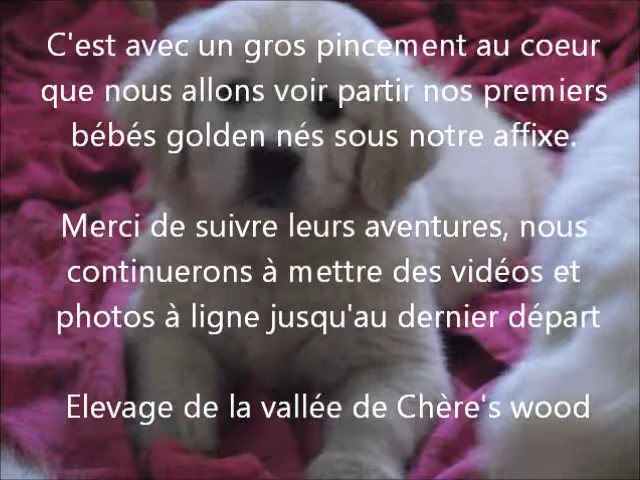 C'est avec un gros pincement au coeur
que nous allons voir partir nos premiers
bébés golden nés sous notre affixe.
Merci de suivre leurs aventures, nous
continuerons à mettre des vidéos et
photos à ligne jusqu'au dernier départ
Elevage de la vallée de Chère's wood